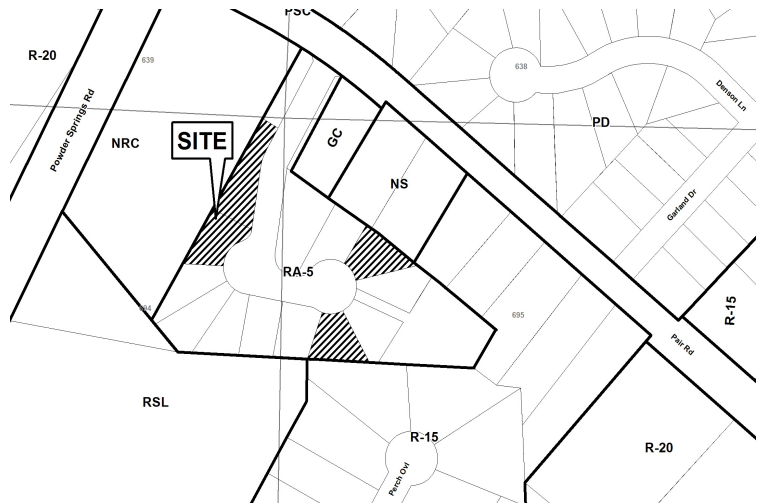 PSC
R-20
639
638
Powder Springs Rd
Denson Ln
PD
SITE
NRC
GC
NS
Garland Dr
RA-5
R-15
695
Pair Rd
RSL
R-15
R-20
Perch Ovl